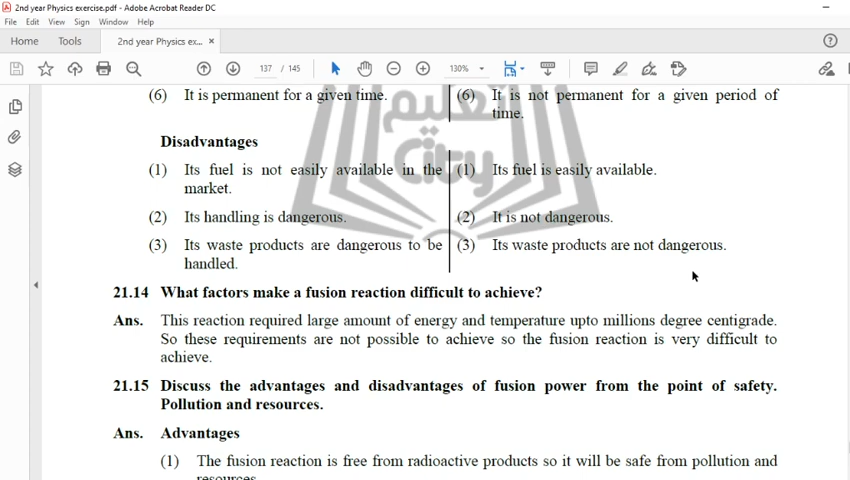 2nd year Physics exercise.pdf - Adobe Acrobat Reader DC
File Edit View Sign Window Help
Home Tools 2nd year Physics ex... ×
137 / 145 130%
(6) It is permanent for a given time.
(6) It is not permanent for a given period of
time.
Disadvantages
(1) Its fuel is not easily available in the
market.
(1) Its fuel is easily available.
(2) Its handling is dangerous.
(2) It is not dangerous.
(3) Its waste products are dangerous to be
handled.
(3) Its waste products are not dangerous.
تعلیم
City
21.14 What factors make a fusion reaction difficult to achieve?
Ans. This reaction required large amount of energy and temperature upto millions degree centigrade.
So these requirements are not possible to achieve so the fusion reaction is very difficult to
achieve.
21.15 Discuss the advantages and disadvantages of fusion power from the point of safety.
Pollution and resources.
Ans. Advantages
(1) The fusion reaction is free from radioactive products so it will be safe from pollution and
resources.